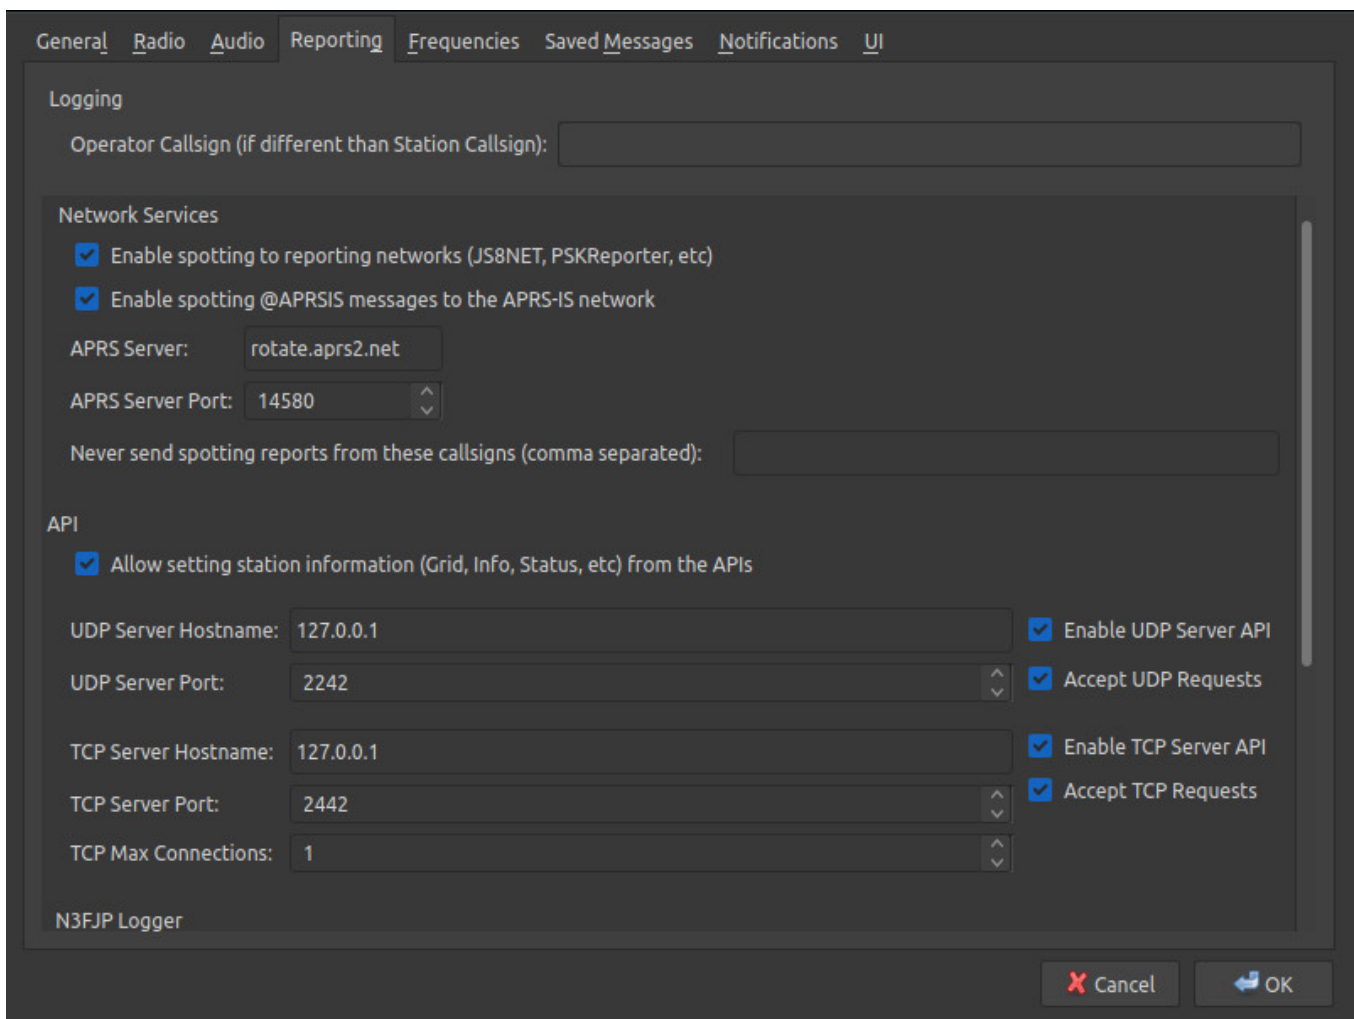 General Radio Audio Reporting Frequencies Saved Messages Notifications UI
Logging
Operator Callsign (if different than Station Callsign):
Network Services
Enable spotting to reporting networks (JS8NET, PSKReporter, etc)
Enable spotting @APRSIS messages to the APRS-IS network
APRS Server: rotate.aprs2.net
APRS Server Port: 14580
Never send spotting reports from these callsigns (comma separated):
API
Allow setting station information (Grid, Info, Status, etc) from the APIs
UDP Server Hostname: 127.0.0.1 Enable UDP Server API
UDP Server Port: 2242 Accept UDP Requests
TCP Server Hostname: 127.0.0.1 Enable TCP Server API
TCP Server Port: 2442 Accept TCP Requests
TCP Max Connections: 1
N3FJP Logger
Cancel OK